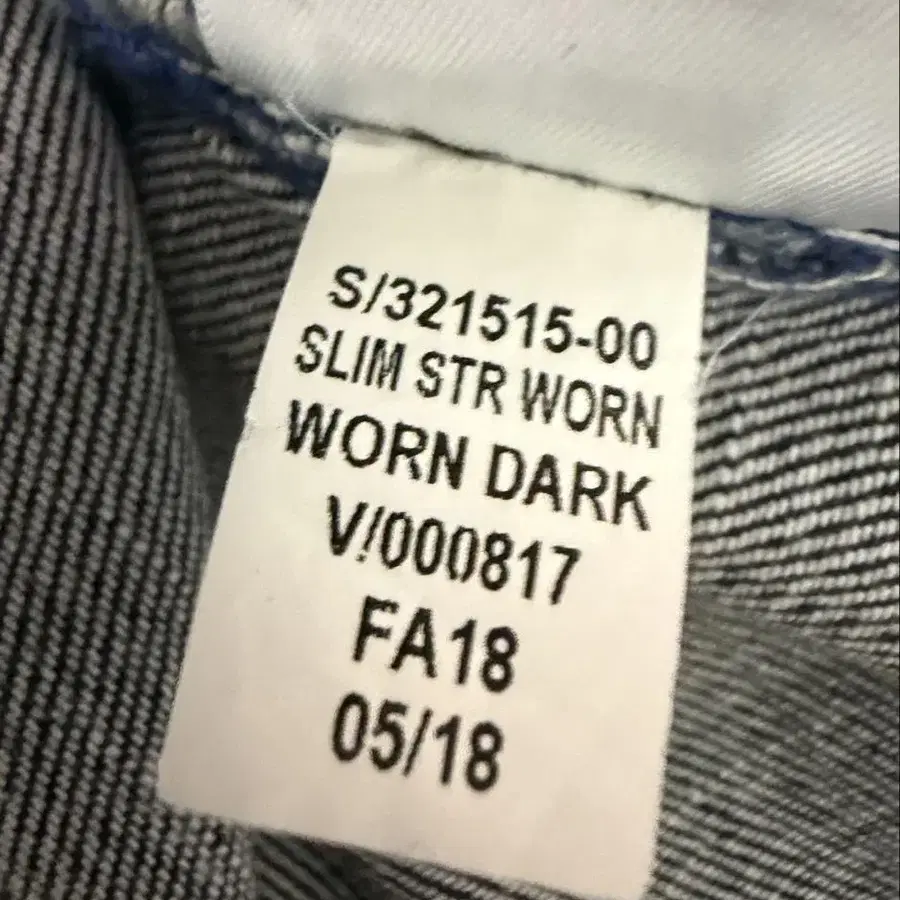 S/321515-00
SLIM STR WORN
WORN DARK
V/000817
FA18
05/18